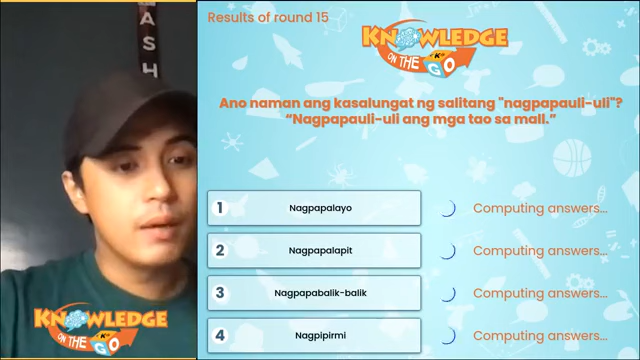 ASH
KNOWLEDGE
ON THE GO
Results of round 15
KNOWLEDGE
ON THE GO
Ano naman ang kasalungat ng salitang "nagpapauli-uli"?
“Nagpapauli-uli ang mga tao sa mall.”
1 Nagpapalayo Computing answers...
2 Nagpapalapit Computing answers...
3 Nagpapabalik-balik Computing answers...
4 Nagpipirmi Computing answers...